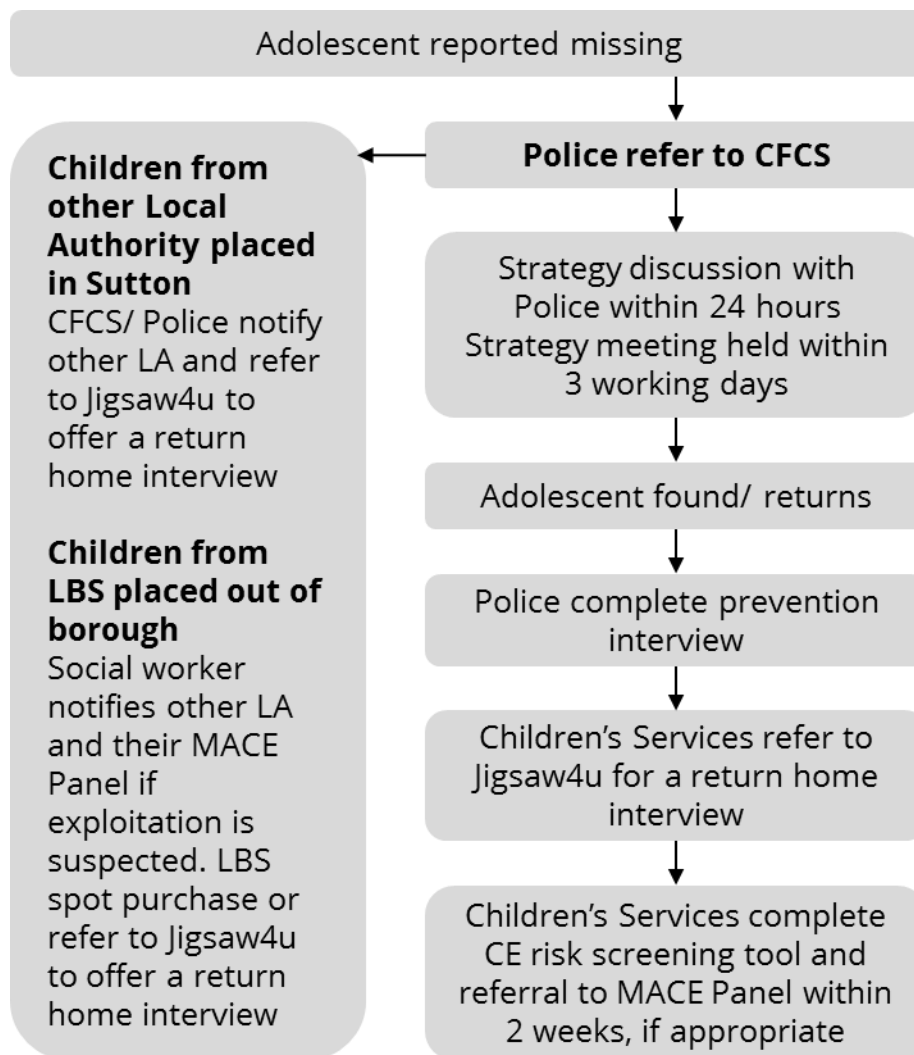 Adolescent reported missing
Police refer to CFCS
Children from
other Local
Authority placed
in Sutton
CFCS/ Police notify
other LA and refer
to Jigsaw4u to
offer a return
home interview
Children from
LBS placed out of
borough
Social worker
notifies other LA
and their MACE
Panel if
exploitation is
suspected. LBS
spot purchase or
refer to Jigsaw4u
to offer a return
home interview
Strategy discussion with
Police within 24 hours
Strategy meeting held within
3 working days
Adolescent found/ returns
Police complete prevention
interview
Children’s Services refer to
Jigsaw4u for a return home
interview
Children’s Services complete
CE risk screening tool and
referral to MACE Panel within
2 weeks, if appropriate